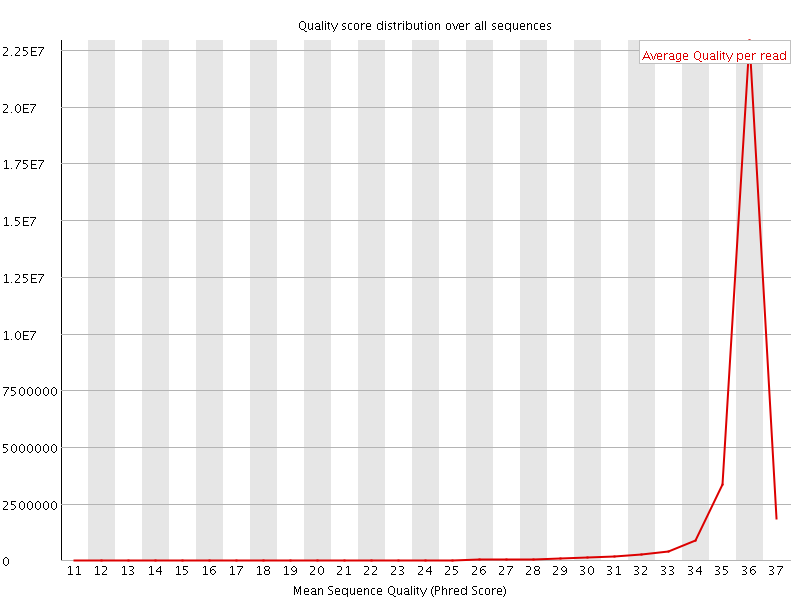 Quality score distribution over all sequences
Average Quality per read
2.25E7
2.0E7
1.75E7
1.5E7
1.25E7
1.0E7
7500000
5000000
2500000
0
11 12 13 14 15 16 17 18 19 20 21 22 23 24 25 26 27 28 29 30 31 32 33 34 35 36 37
Mean Sequence Quality (Phred Score)